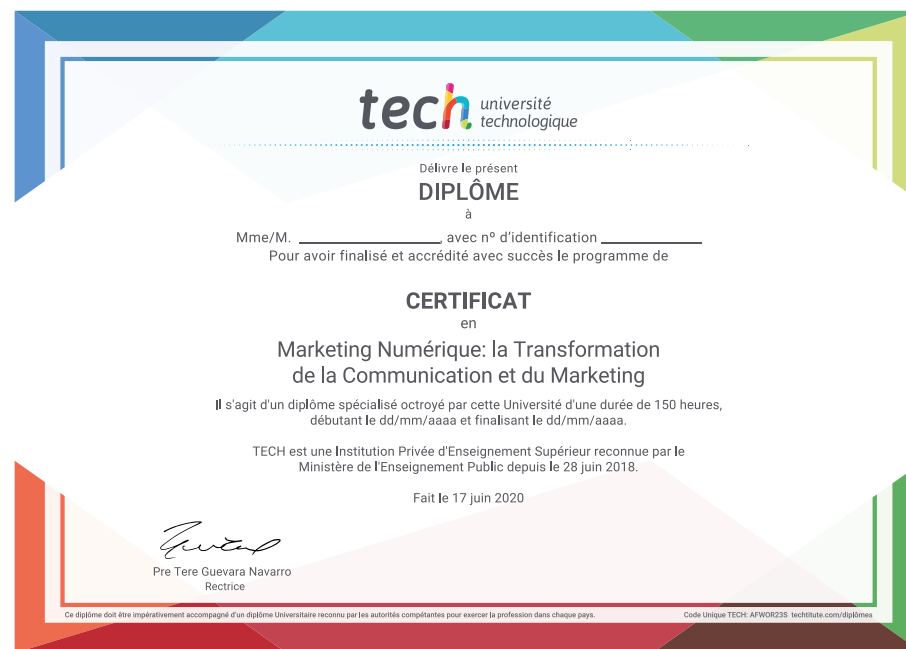 tech université
technologique
Délivre le présent
DIPLÔME
à
Mme/M. ____________________, avec nº d'identification ______________
Pour avoir finalisé et accrédité avec succès le programme de
CERTIFICAT
en
Marketing Numérique: la Transformation
de la Communication et du Marketing
Il s'agit d'un diplôme spécialisé octroyé par cette Université d'une durée de 150 heures,
débutant le dd/mm/aaaa et finalisant le dd/mm/aaaa.
TECH est une Institution Privée d'Enseignement Supérieur reconnue par le
Ministère de l'Enseignement Public depuis le 28 juin 2018.
Fait le 17 juin 2020
Pre Tere Guevara Navarro
Rectrice
Ce diplôme doit être impérativement accompagné d'un diplôme Universitaire reconnu par les autorités compétentes pour exercer la profession dans chaque pays. Code Unique TECH: AFWOR23S techtitute.com/diplômes